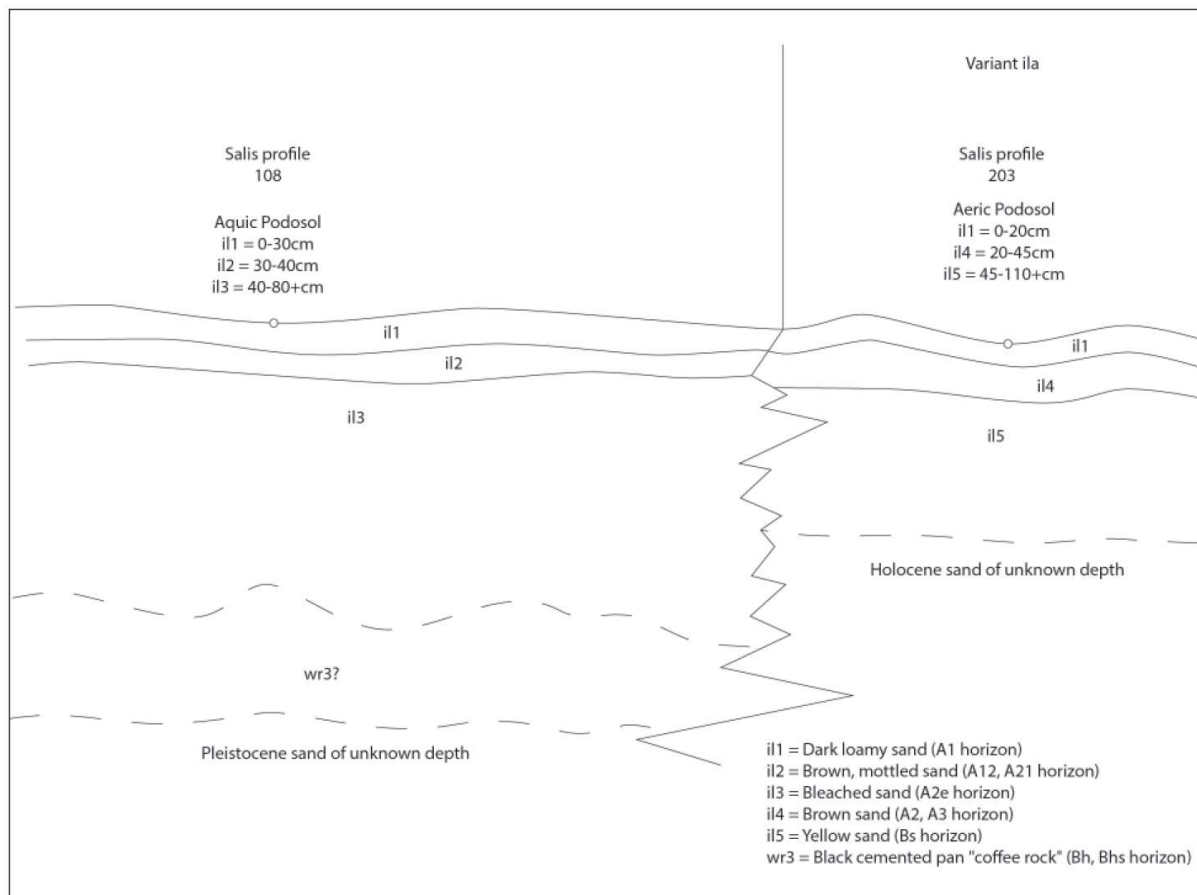 Variant ila
Salis profile
108
Aquic Podosol
il1 = 0-30cm
il2 = 30-40cm
il3 = 40-80+cm
Salis profile
203
Aeric Podosol
il1 = 0-20cm
il4 = 20-45cm
il5 = 45-110+cm
il1
il2
il3
il1
il4
il5
Holocene sand of unknown depth
wr3?
Pleistocene sand of unknown depth
il1 = Dark loamy sand (A1 horizon)
il2 = Brown, mottled sand (A12, A21 horizon)
il3 = Bleached sand (A2e horizon)
il4 = Brown sand (A2, A3 horizon)
il5 = Yellow sand (Bs horizon)
wr3 = Black cemented pan "coffee rock" (Bh, Bhs horizon)